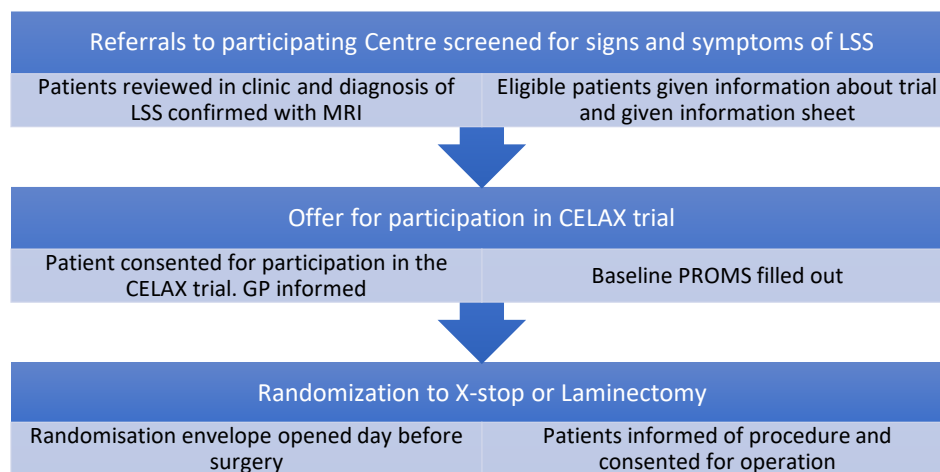 Referrals to participating Centre screened for signs and symptoms of LSS
Patients reviewed in clinic and diagnosis of
LSS confirmed with MRI
Eligible patients given information about trial
and given information sheet
Offer for participation in CELAX trial
Patient consented for participation in the
CELAX trial. GP informed
Baseline PROMS filled out
Randomization to X-stop or Laminectomy
Randomisation envelope opened day before
surgery
Patients informed of procedure and
consented for operation